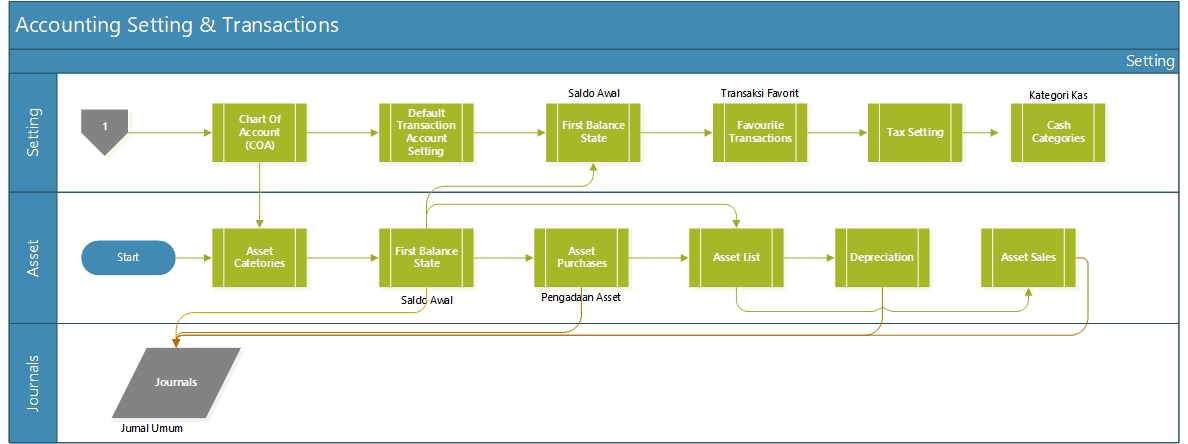 Accounting Setting & Transactions
Setting
Setting
1
Chart Of
Account
(COA)
Default
Transaction
Account
Setting
Saldo Awal
First Balance
State
Transaksi Favorit
Favourite
Transactions
Tax Setting
Kategori Kas
Cash
Categories
Asset
Start
Asset
Catetories
First Balance
State
Saldo Awal
Asset
Purchases
Pengadaan Asset
Asset List
Depreciation
Asset Sales
Journals
Journals
Jurnal Umum